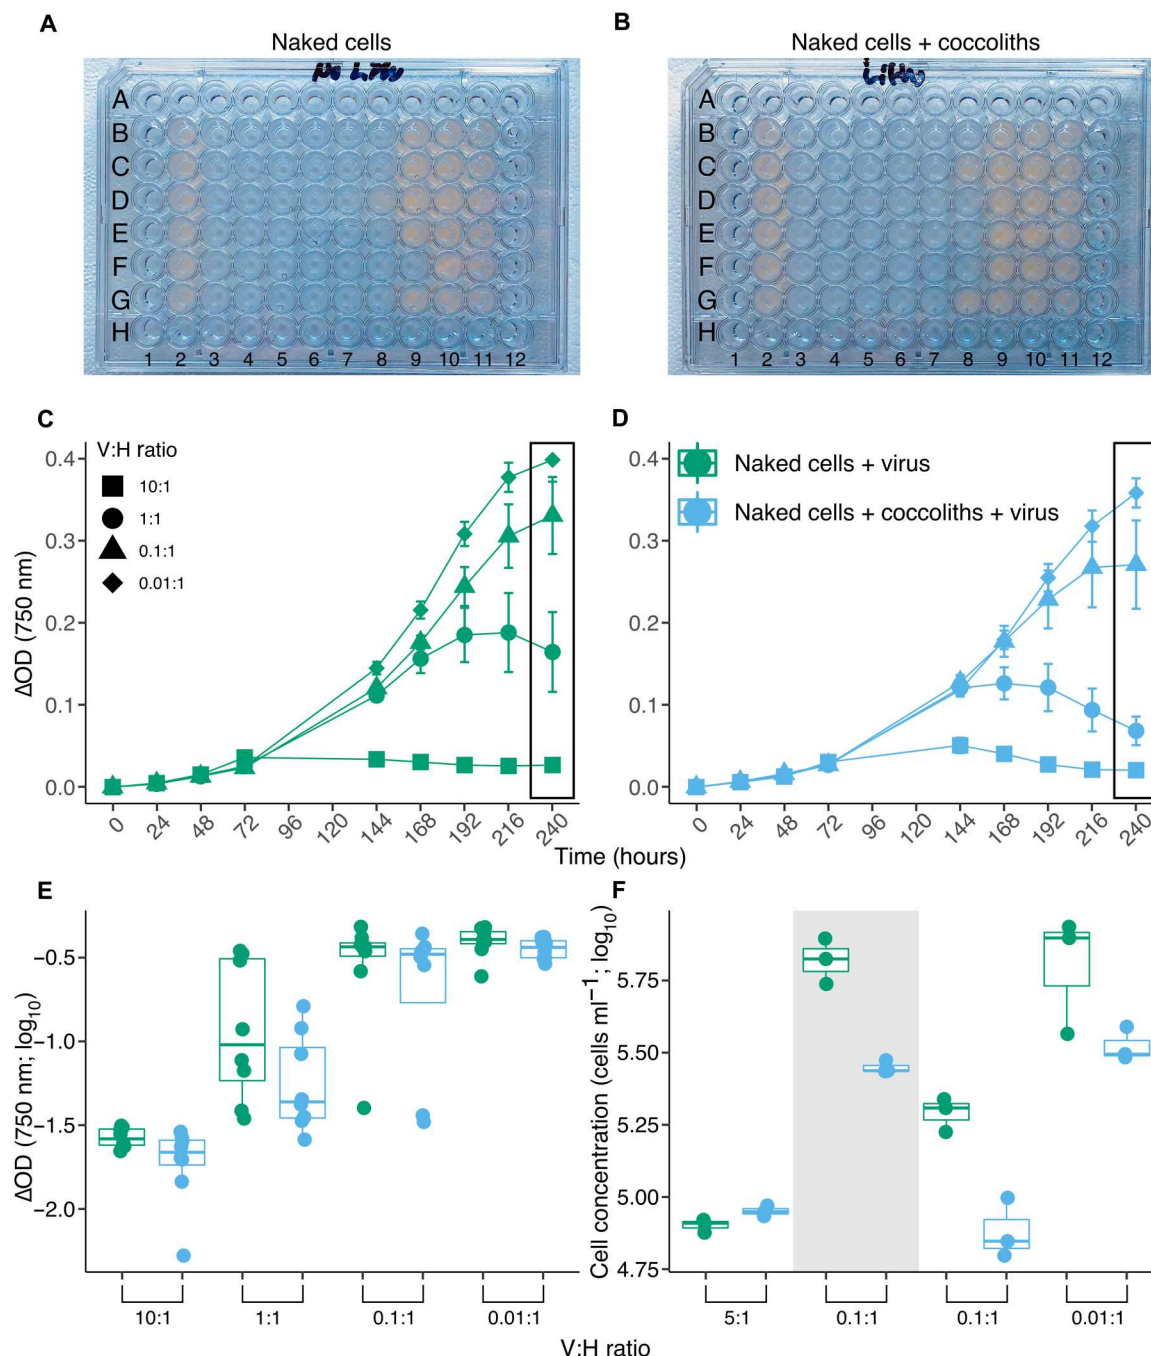 A
B
Naked cells
Naked cells + coccoliths
A
B
C
D
E
F
G
H
1 2 3 4 5 6 7 8 9 10 11 12
A
B
C
D
E
F
G
H
1 2 3 4 5 6 7 8 9 10 11 12
C
V:H ratio
10:1
1:1
0.1:1
0.01:1
ΔOD (750 nm)
0.4
0.3
0.2
0.1
0.0
0 24 48 72 96 120 144 168 192 216 240
D
Naked cells + virus
Naked cells + coccoliths + virus
0.4
0.3
0.2
0.1
0.0
0 24 48 72 96 120 144 168 192 216 240
Time (hours)
E
ΔOD (750 nm; log₁₀)
−0.5
−1.0
−1.5
−2.0
10:1 1:1 0.1:1 0.01:1
F
Cell concentration (cells ml⁻¹; log₁₀)
5.75
5.50
5.25
5.00
4.75
5:1 0.1:1 0.1:1 0.01:1
V:H ratio